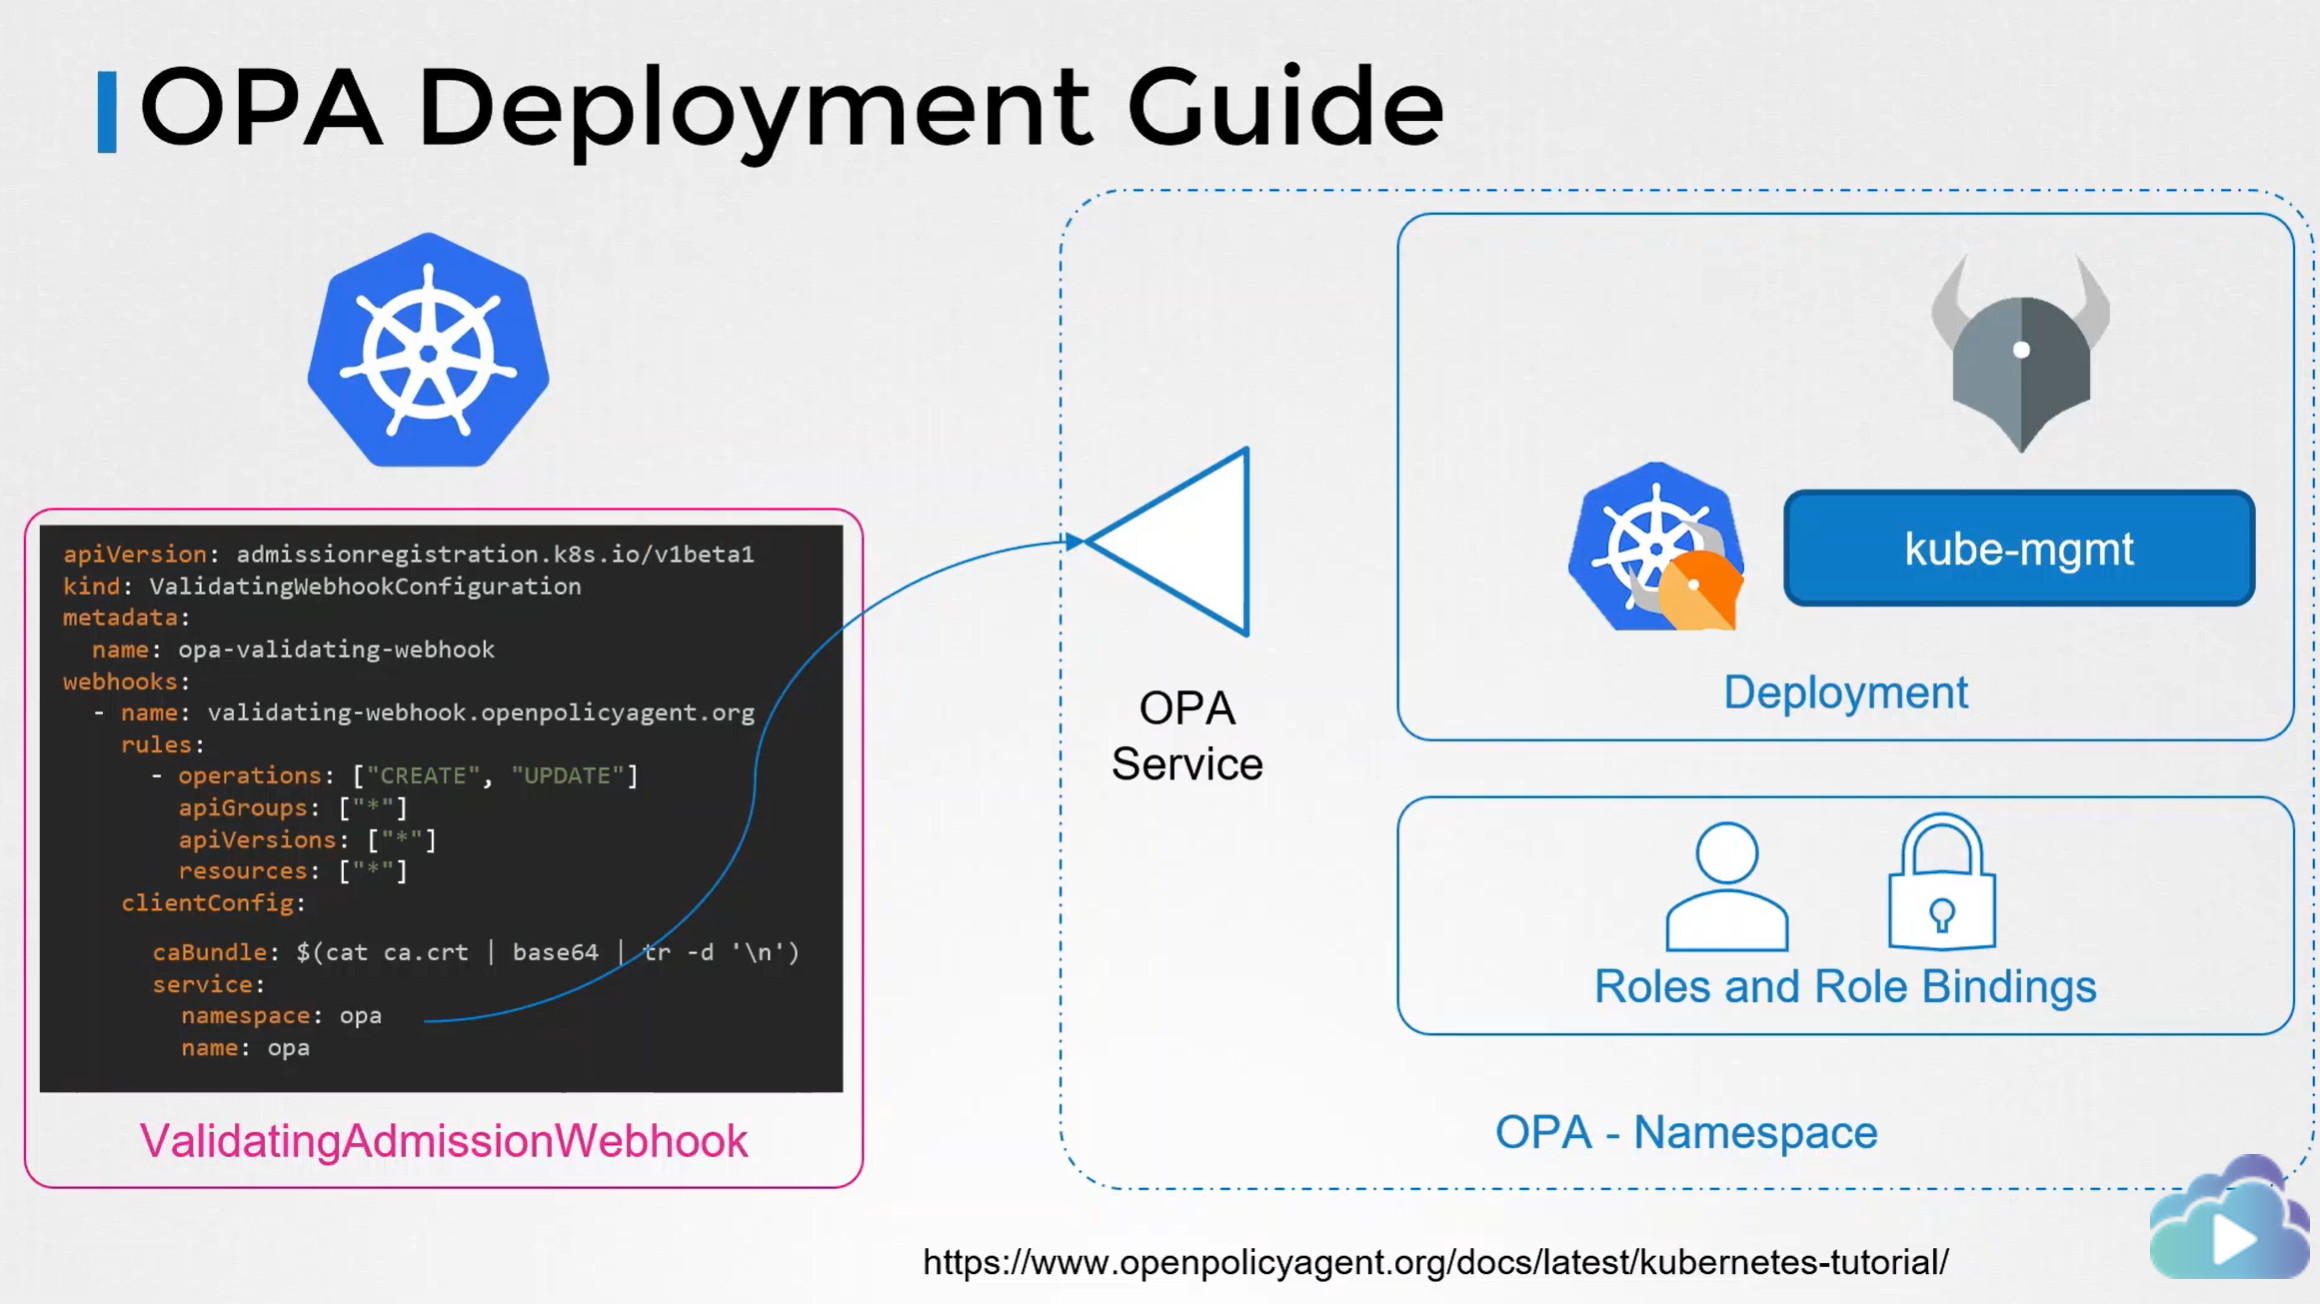 OPA Deployment Guide
apiVersion: admissionregistration.k8s.io/v1beta1
kind: ValidatingWebhookConfiguration
metadata:
  name: opa-validating-webhook
webhooks:
  - name: validating-webhook.openpolicyagent.org
    rules:
      - operations: ["CREATE", "UPDATE"]
        apiGroups: ["*"]
        apiVersions: ["*"]
        resources: ["*"]
    clientConfig:
      caBundle: $(cat ca.crt | base64 | tr -d '\n')
      service:
        namespace: opa
        name: opa
ValidatingAdmissionWebhook
OPA
Service
kube-mgmt
Deployment
Roles and Role Bindings
OPA - Namespace
https://www.openpolicyagent.org/docs/latest/kubernetes-tutorial/